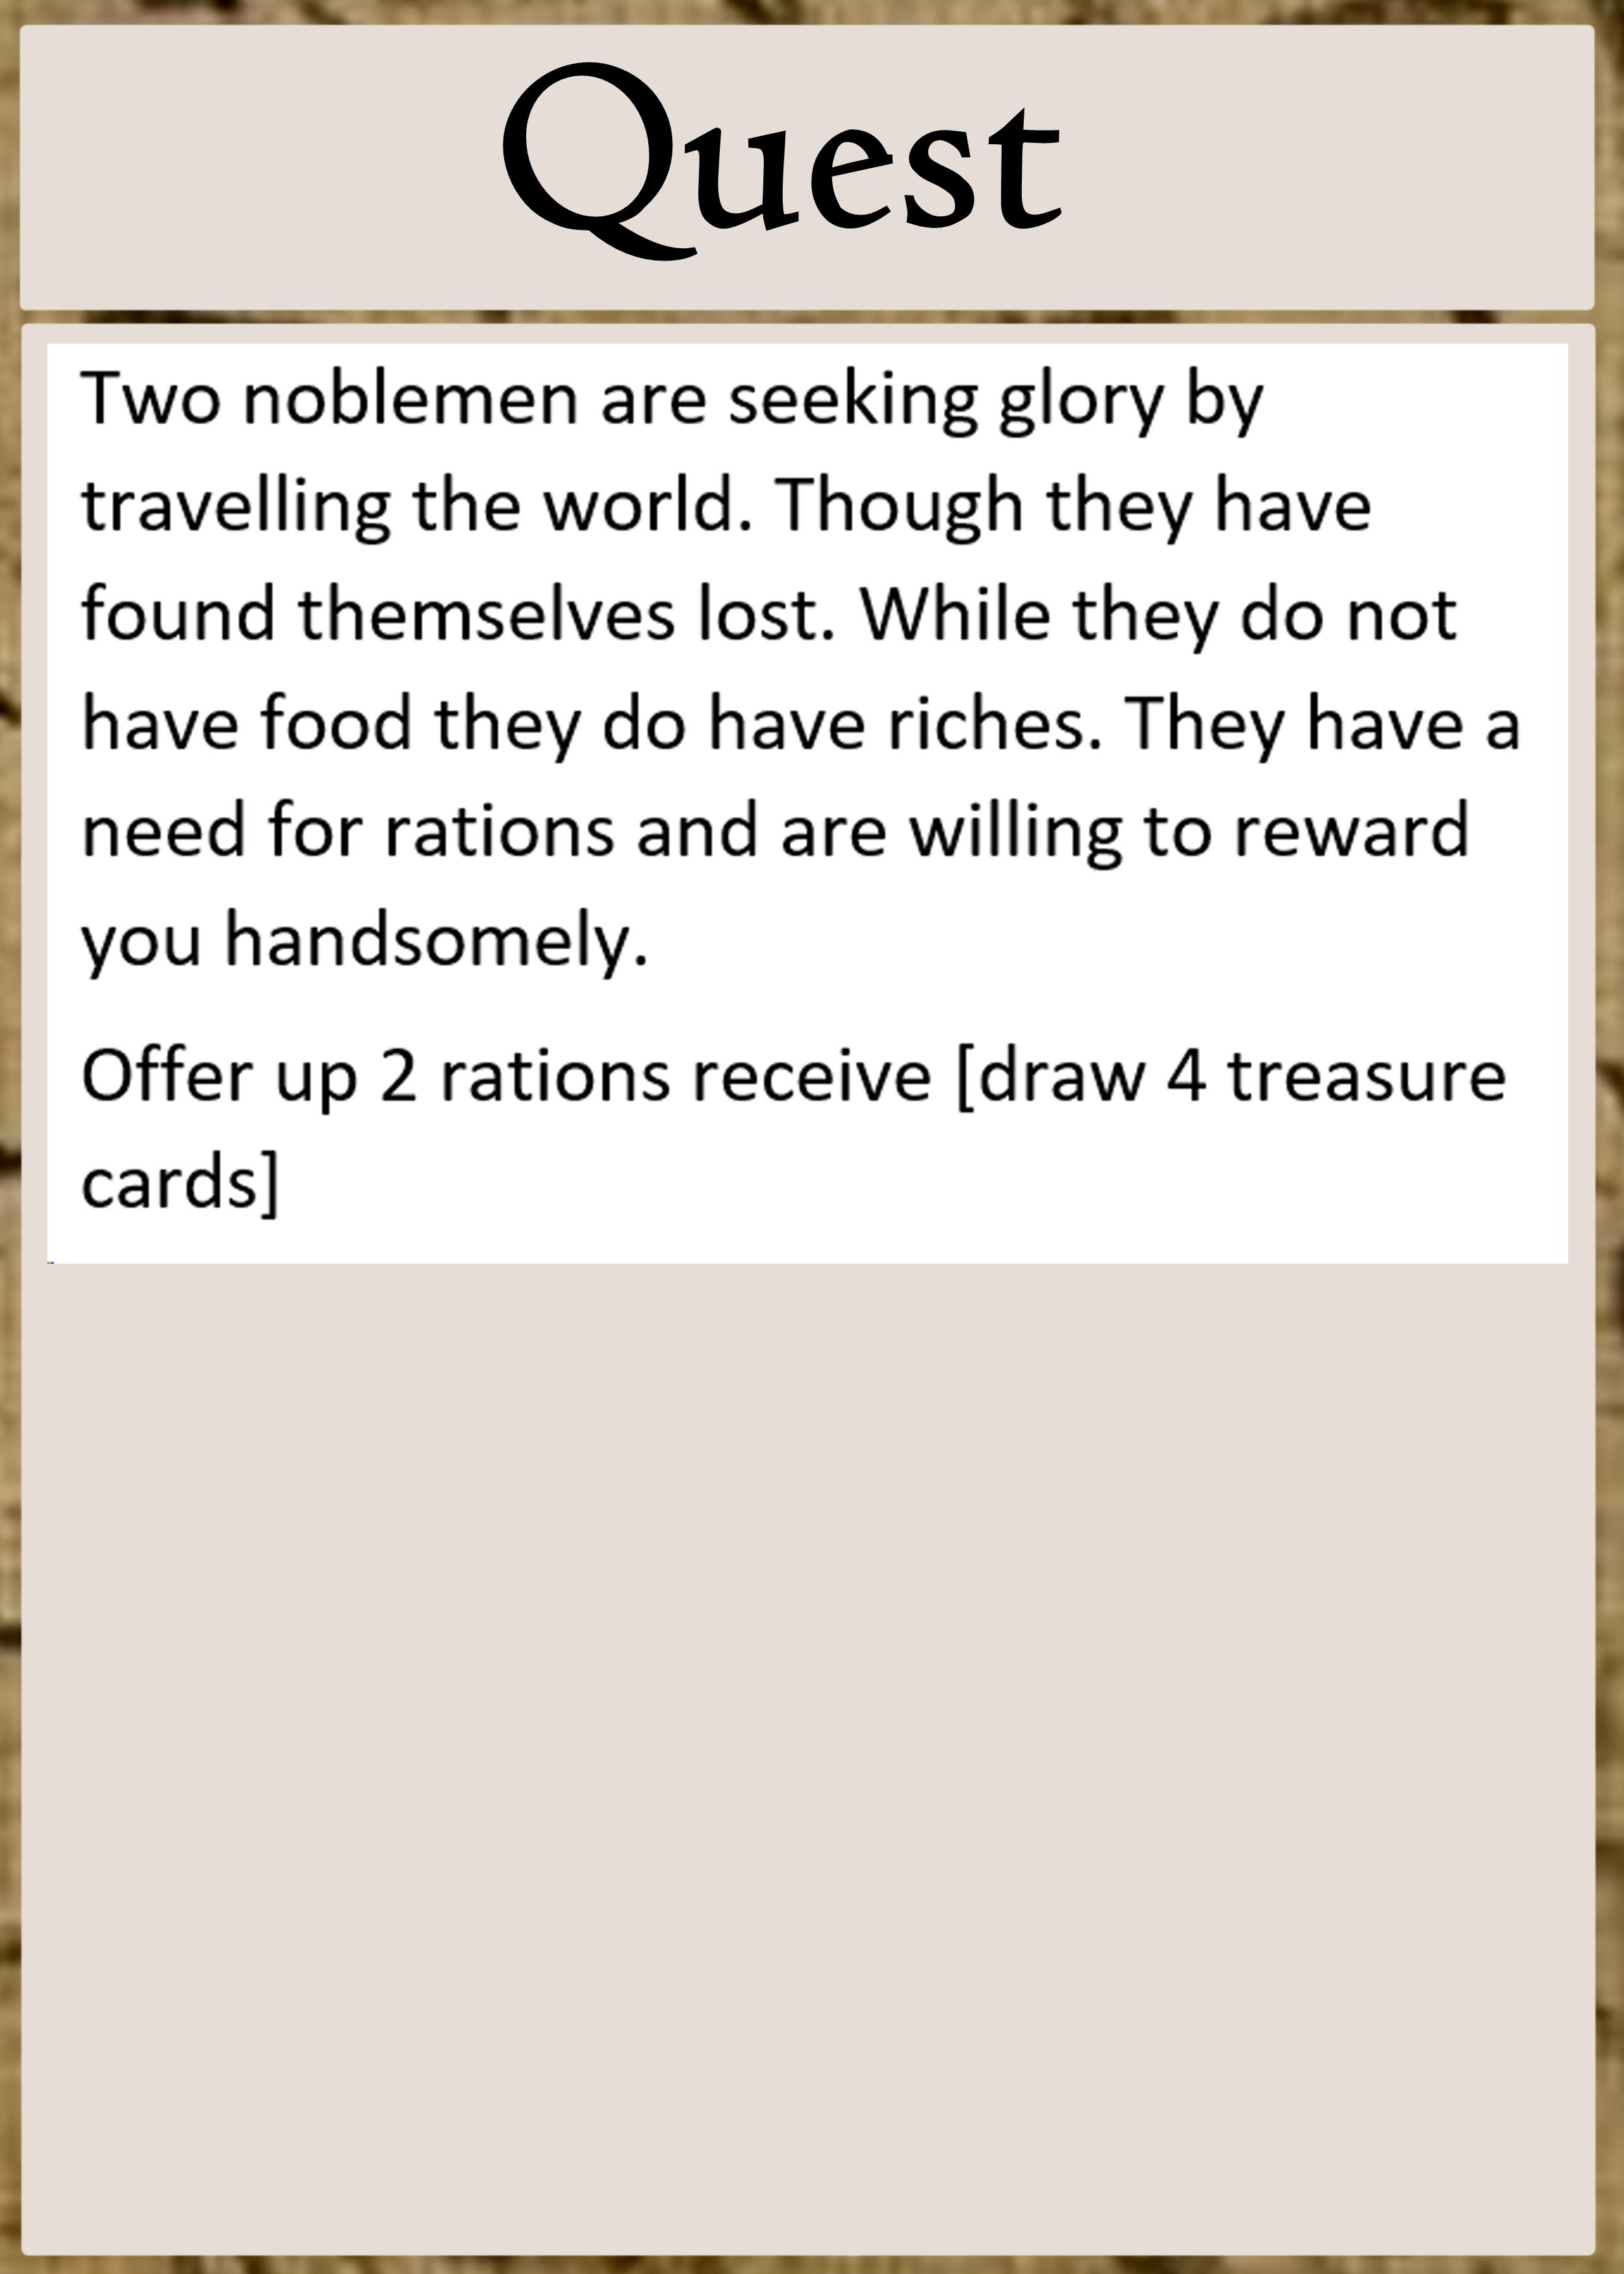 Quest
Two noblemen are seeking glory by
travelling the world. Though they have
found themselves lost. While they do not
have food they do have riches. They have a
need for rations and are willing to reward
you handsomely.
Offer up 2 rations receive [draw 4 treasure
cards]